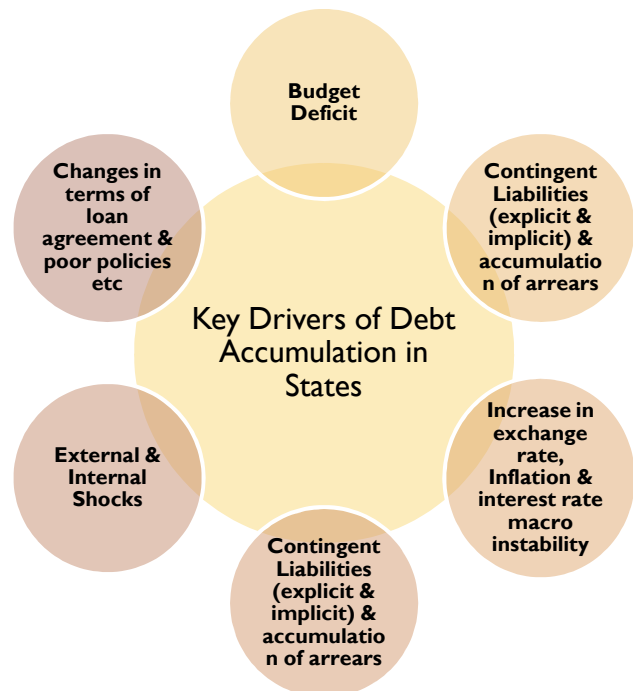 Budget
Deficit
Contingent
Liabilities
(explicit &
implicit) &
accumulatio
n of arrears
Increase in
exchange
rate,
Inflation &
interest rate
macro
instability
Contingent
Liabilities
(explicit &
implicit) &
accumulatio
n of arrears
External &
Internal
Shocks
Changes in
terms of
loan
agreement &
poor policies
etc
Key Drivers of Debt
Accumulation in
States